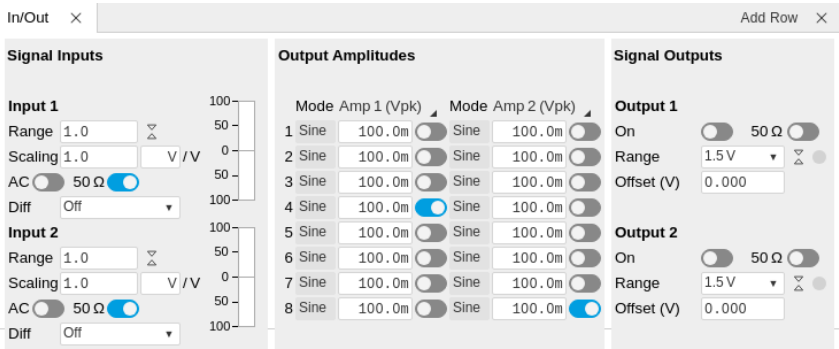 In/Out × Add Row ×
Signal Inputs
Input 1
Range 1.0
Scaling 1.0 V / V
AC 50 Ω
Diff Off
100
50
0
50
100
Input 2
Range 1.0
Scaling 1.0 V / V
AC 50 Ω
Diff Off
100
50
0
50
100
Output Amplitudes
Mode Amp 1 (Vpk) Mode Amp 2 (Vpk)
1 Sine 100.0m Sine 100.0m
2 Sine 100.0m Sine 100.0m
3 Sine 100.0m Sine 100.0m
4 Sine 100.0m Sine 100.0m
5 Sine 100.0m Sine 100.0m
6 Sine 100.0m Sine 100.0m
7 Sine 100.0m Sine 100.0m
8 Sine 100.0m Sine 100.0m
Signal Outputs
Output 1
On 50 Ω
Range 1.5 V
Offset (V) 0.000
Output 2
On 50 Ω
Range 1.5 V
Offset (V) 0.000